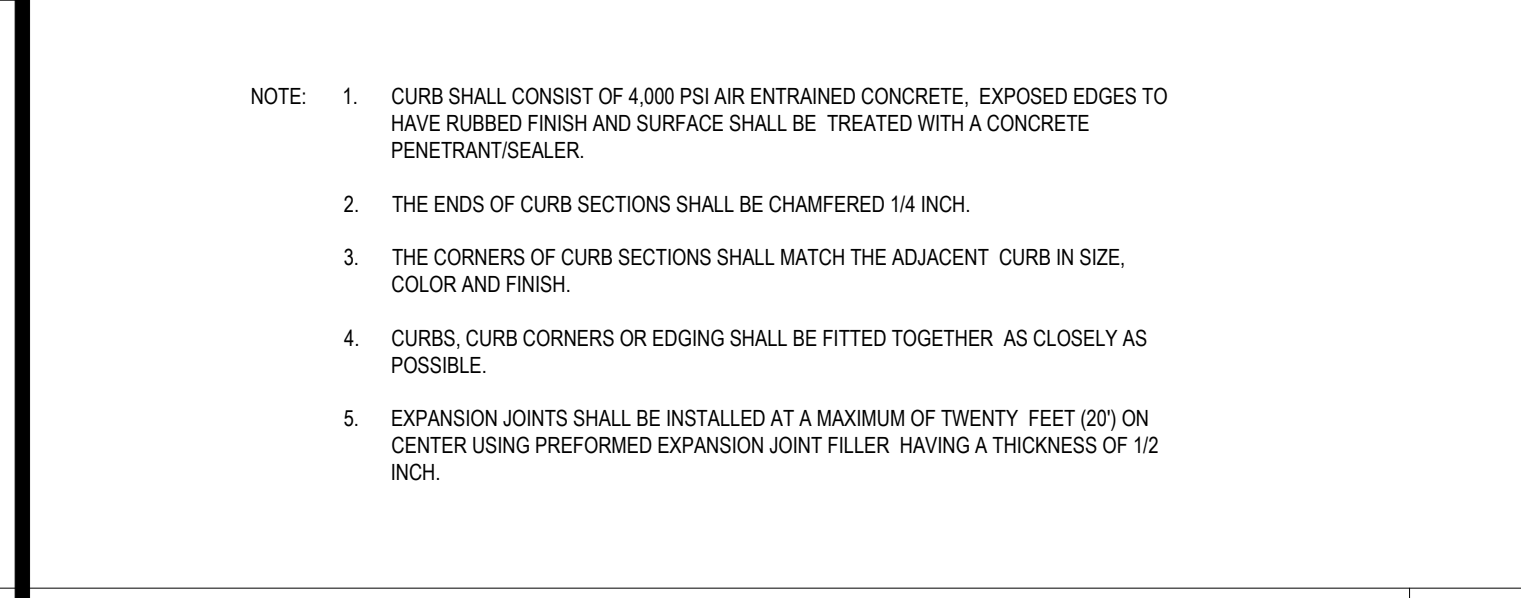 NOTE: 1. CURB SHALL CONSIST OF 4,000 PSI AIR ENTRAINED CONCRETE, EXPOSED EDGES TO
HAVE RUBBED FINISH AND SURFACE SHALL BE TREATED WITH A CONCRETE
PENETRANT/SEALER.
2. THE ENDS OF CURB SECTIONS SHALL BE CHAMFERED 1/4 INCH.
3. THE CORNERS OF CURB SECTIONS SHALL MATCH THE ADJACENT CURB IN SIZE,
COLOR AND FINISH.
4. CURBS, CURB CORNERS OR EDGING SHALL BE FITTED TOGETHER AS CLOSELY AS
POSSIBLE.
5. EXPANSION JOINTS SHALL BE INSTALLED AT A MAXIMUM OF TWENTY FEET (20') ON
CENTER USING PREFORMED EXPANSION JOINT FILLER HAVING A THICKNESS OF 1/2
INCH.